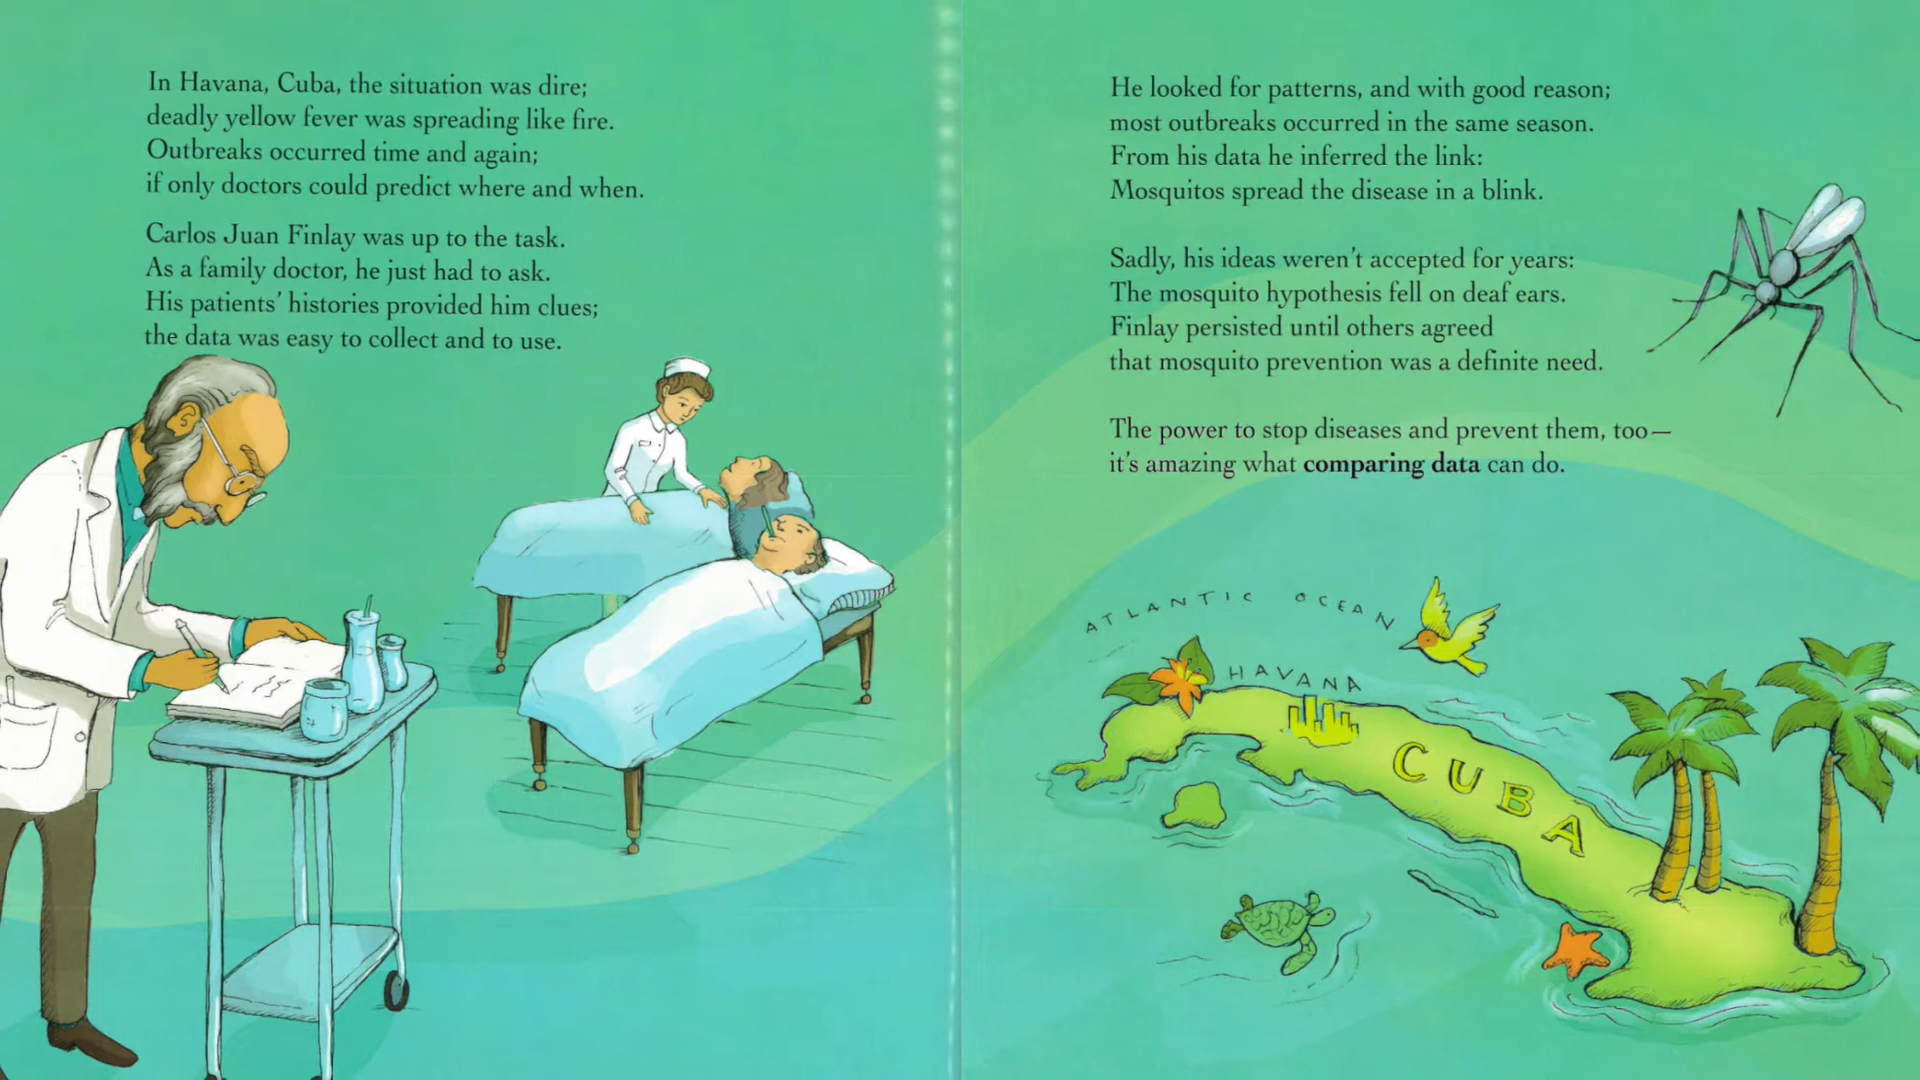 In Havana, Cuba, the situation was dire;
deadly yellow fever was spreading like fire.
Outbreaks occurred time and again;
if only doctors could predict where and when.
Carlos Juan Finlay was up to the task.
As a family doctor, he just had to ask.
His patients' histories provided him clues;
the data was easy to collect and to use.
He looked for patterns, and with good reason;
most outbreaks occurred in the same season.
From his data he inferred the link:
Mosquitos spread the disease in a blink.
Sadly, his ideas weren't accepted for years:
The mosquito hypothesis fell on deaf ears.
Finlay persisted until others agreed
that mosquito prevention was a definite need.
The power to stop diseases and prevent them, too—
it's amazing what comparing data can do.
ATLANTIC OCEAN
HAVANA
CUBA